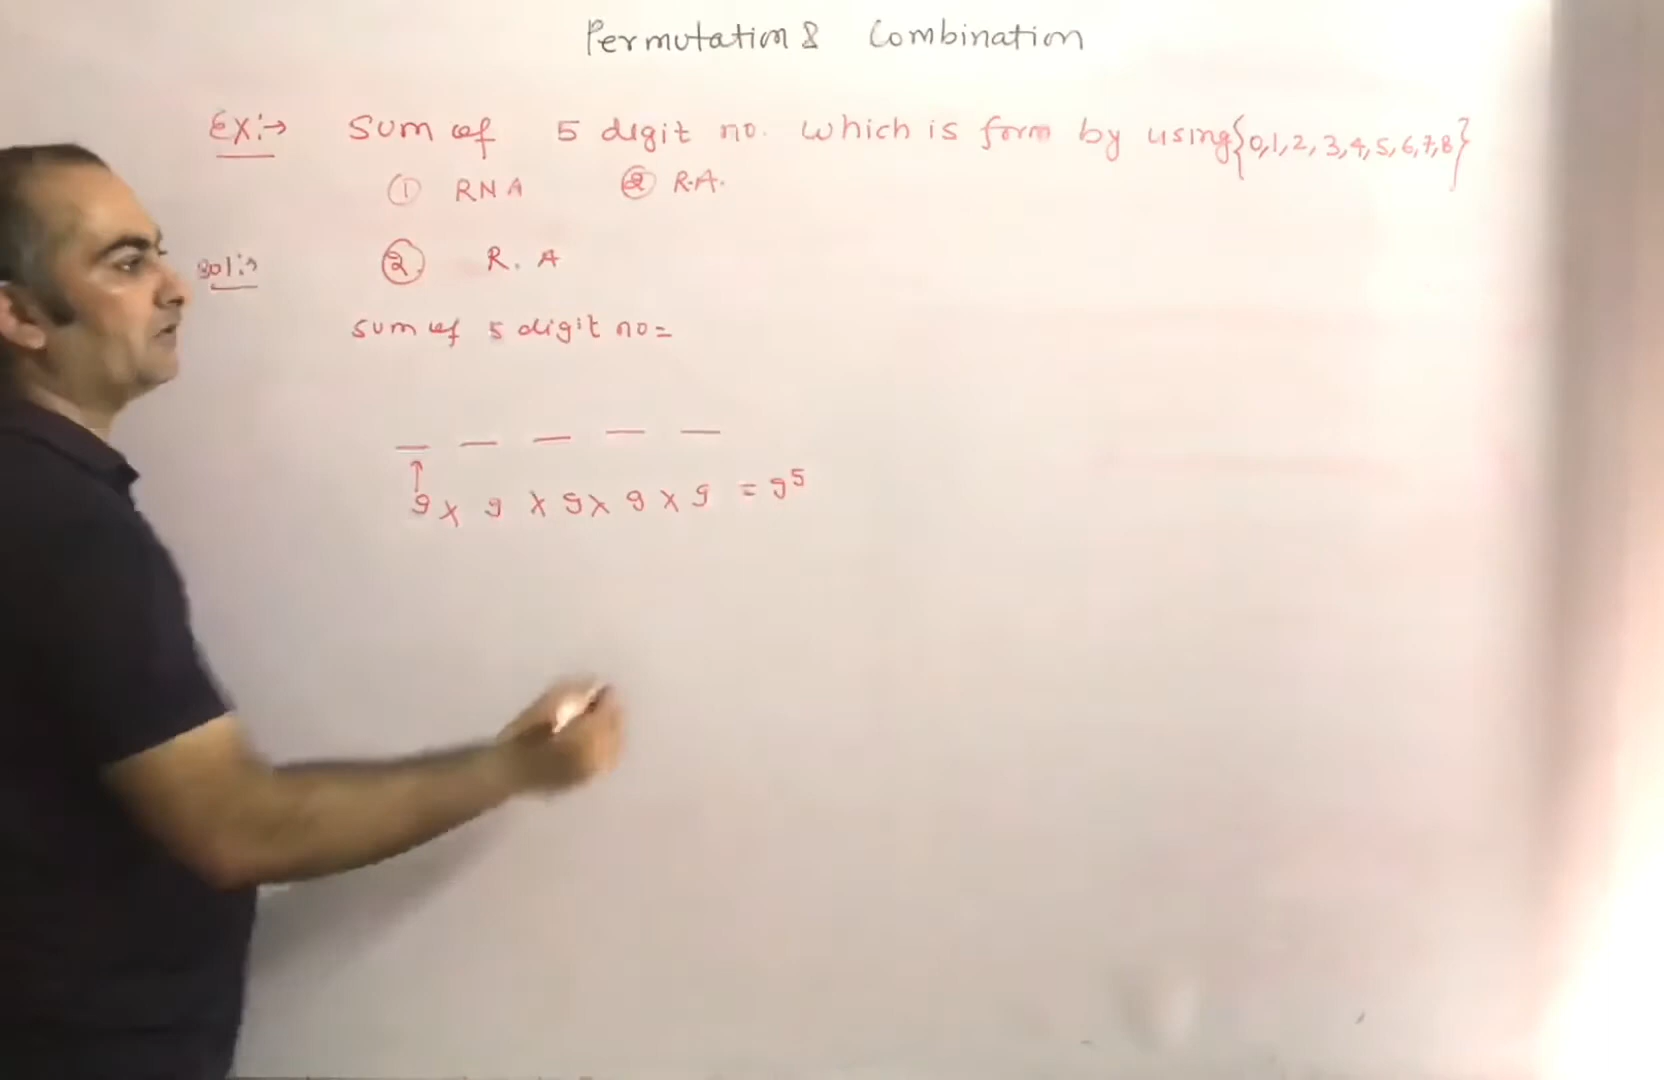 Permutation & Combination
Ex:→ Sum of 5 digit no. which is form by using {0,1,2,3,4,5,6,7,8}
① RNA ② R.A.
Sol:→ ② R. A
sum of 5 digit no =
9 x 9 x 9 x 9 x 9 = 9⁵